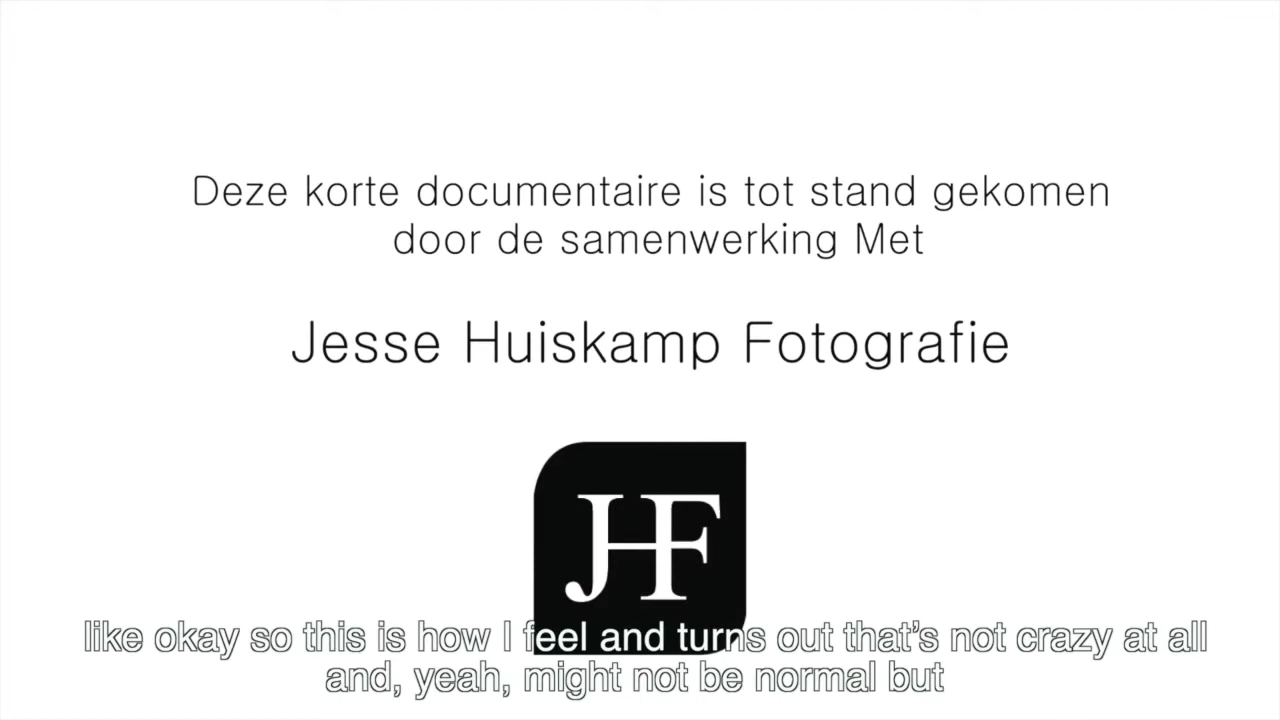 Deze korte documentaire is tot stand gekomen
door de samenwerking Met
Jesse Huiskamp Fotografie
JHF
like okay so this is how I feel and turns out that's not crazy at all
and, yeah, might not be normal but